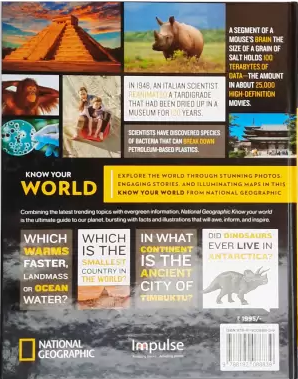 A SEGMENT OF A
MOUSE'S BRAIN THE
SIZE OF A GRAIN OF
SALT HOLDS 100
TERABYTES OF
DATA—THE AMOUNT
IN ABOUT 25,000
HIGH-DEFINITION
MOVIES.
IN 1948, AN ITALIAN SCIENTIST
REANIMATED A TARDIGRADE
THAT HAD BEEN DRIED UP IN A
MUSEUM FOR 100 YEARS.
SCIENTISTS HAVE DISCOVERED SPECIES
OF BACTERIA THAT CAN BREAK DOWN
PETROLEUM-BASED PLASTICS.
KNOW YOUR
WORLD
EXPLORE THE WORLD THROUGH STUNNING PHOTOS,
ENGAGING STORIES, AND ILLUMINATING MAPS IN THIS
KNOW YOUR WORLD FROM NATIONAL GEOGRAPHIC
Combining the latest trending topics with evergreen information, National Geographic Know your world
is the ultimate guide to our planet, bursting with facts and illustrations that will awe, inform, and inspire.
WHICH
WARMS
FASTER,
LANDMASS
OR OCEAN
WATER?
WHICH
IS THE
SMALLEST
COUNTRY IN
THE WORLD?
IN WHAT
CONTINENT
IS THE
ANCIENT
CITY OF
TIMBUKTU?
DID DINOSAURS
EVER LIVE IN
ANTARCTICA?
₹ 1995/-
NATIONAL
GEOGRAPHIC
Impulse